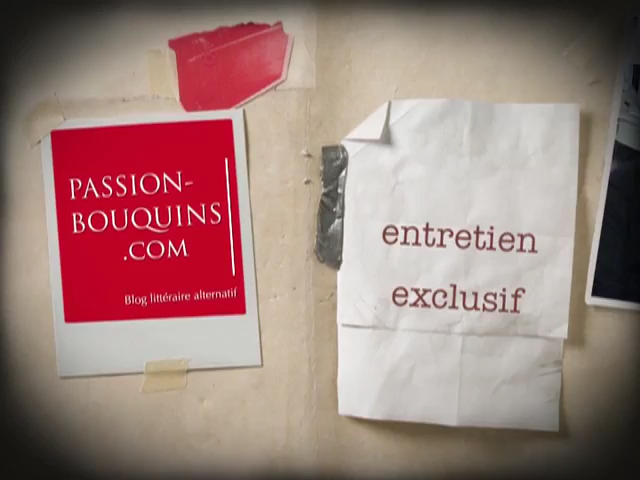 PASSION-
BOUQUINS
.COM
Blog littéraire alternatif
entretien
exclusif